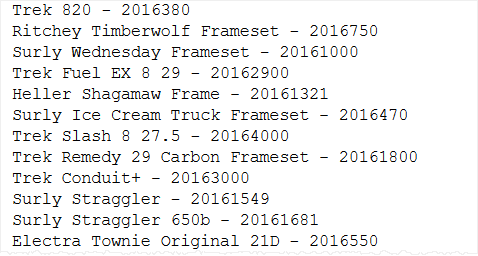 Trek 820 - 2016380
Ritchey Timberwolf Frameset - 2016750
Surly Wednesday Frameset - 20161000
Trek Fuel EX 8 29 - 20162900
Heller Shagamaw Frame - 20161321
Surly Ice Cream Truck Frameset - 2016470
Trek Slash 8 27.5 - 20164000
Trek Remedy 29 Carbon Frameset - 20161800
Trek Conduit+ - 20163000
Surly Straggler - 20161549
Surly Straggler 650b - 20161681
Electra Townie Original 21D - 2016550